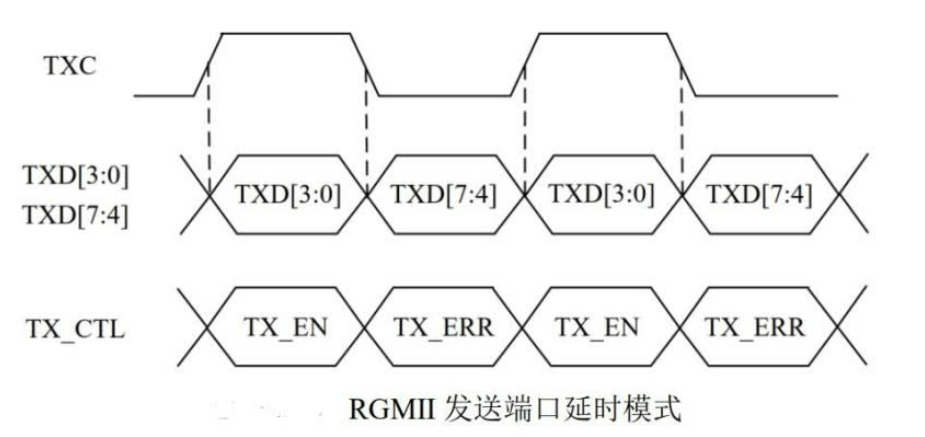 TXC
TXD[3:0]
TXD[7:4]
TXD[3:0] TXD[7:4] TXD[3:0] TXD[7:4]
TX_CTL TX_EN TX_ERR TX_EN TX_ERR
RGMII 发送端口延时模式